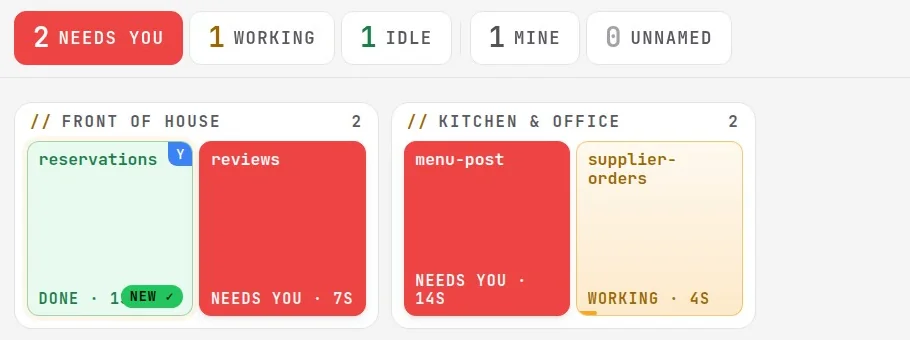 2 NEEDS YOU
1 WORKING
1 IDLE
1 MINE
0 UNNAMED
// FRONT OF HOUSE 2
reservations Y
DONE ·
NEW ✓
reviews
NEEDS YOU · 7S
// KITCHEN & OFFICE 2
menu-post
NEEDS YOU ·
14S
supplier-
orders
WORKING · 4S